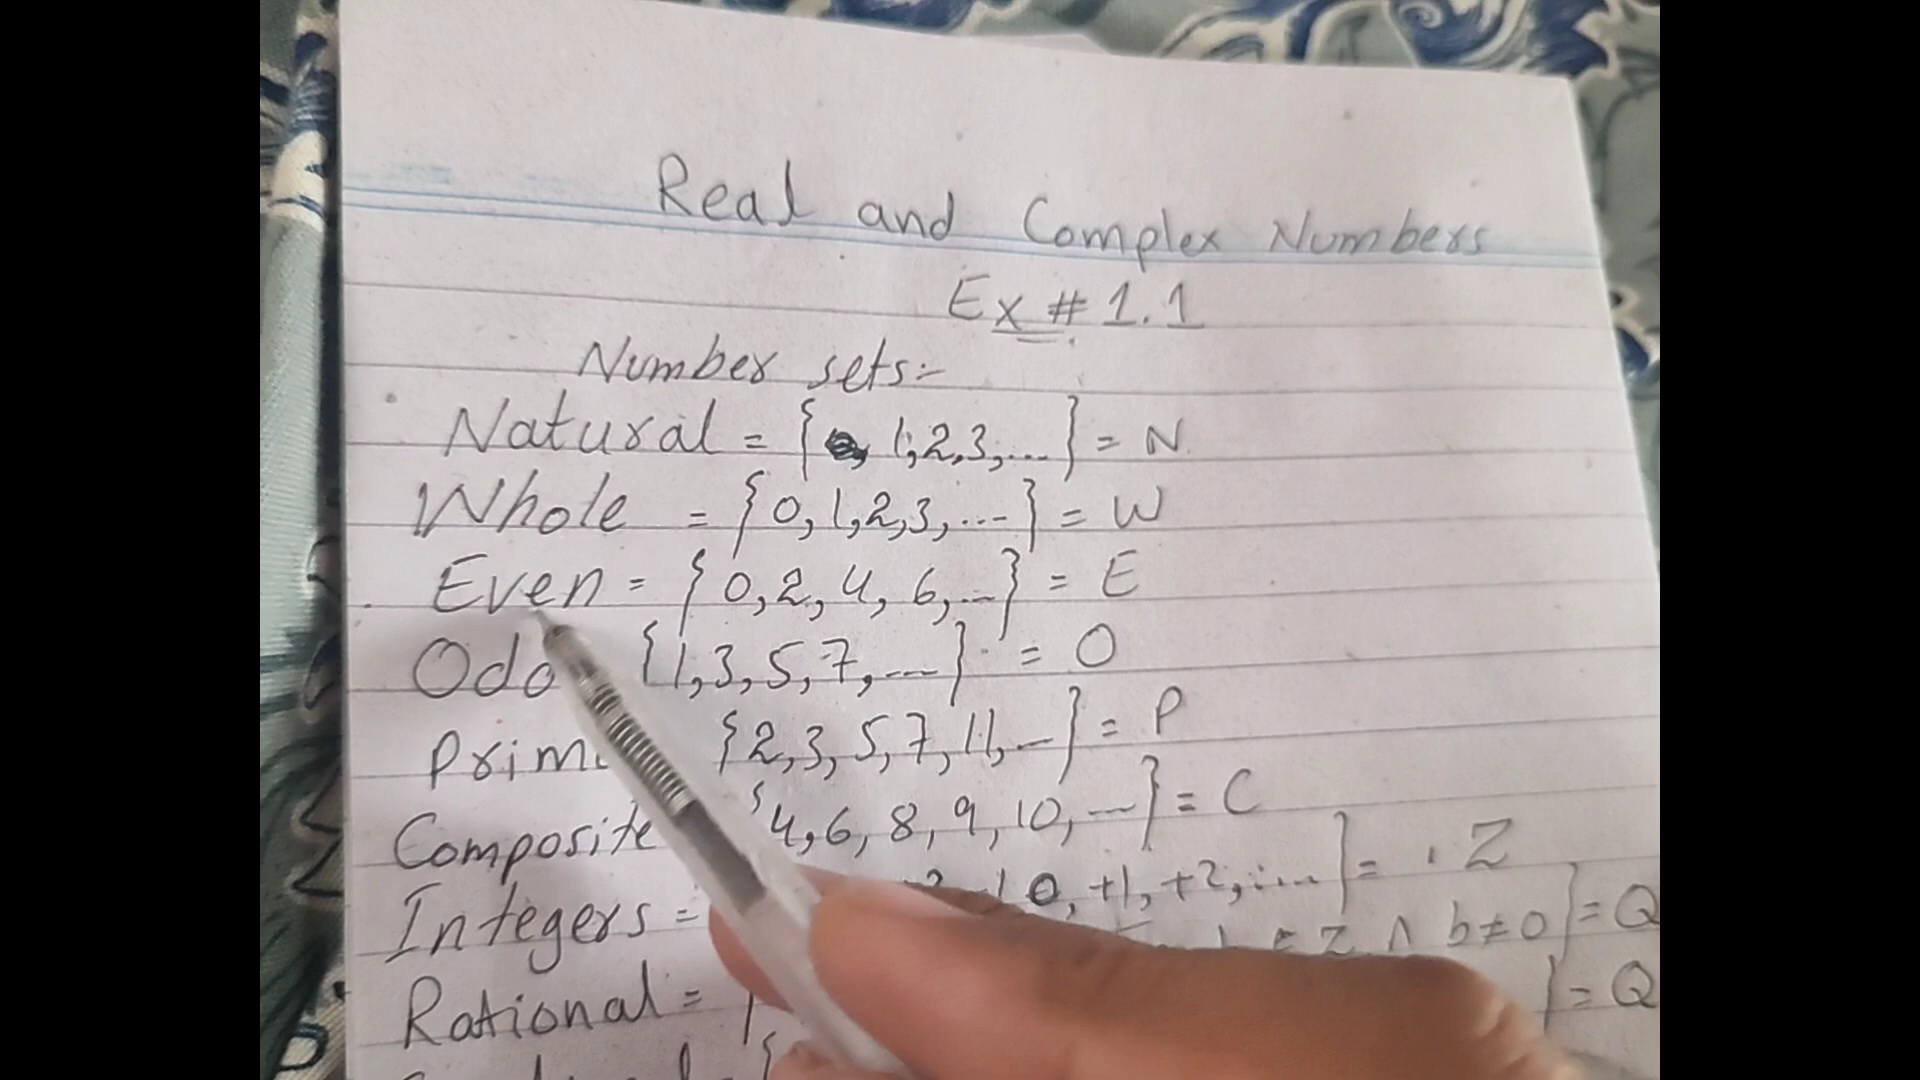 Real and Complex Numbers
Ex # 1.1
Number sets:-
Natural = { 1,2,3,... } = N
Whole = { 0,1,2,3,... } = W
Even = { 0,2,4,6,... } = E
Odd {1,3,5,7,...} = O
{2,3,5,7,11,...} = P
Composite {4,6,8,9,10,...} = C
Integers = 0,+1,+2,...} = Z
Z ∧ b≠0} = Q
Rational = { } = Q